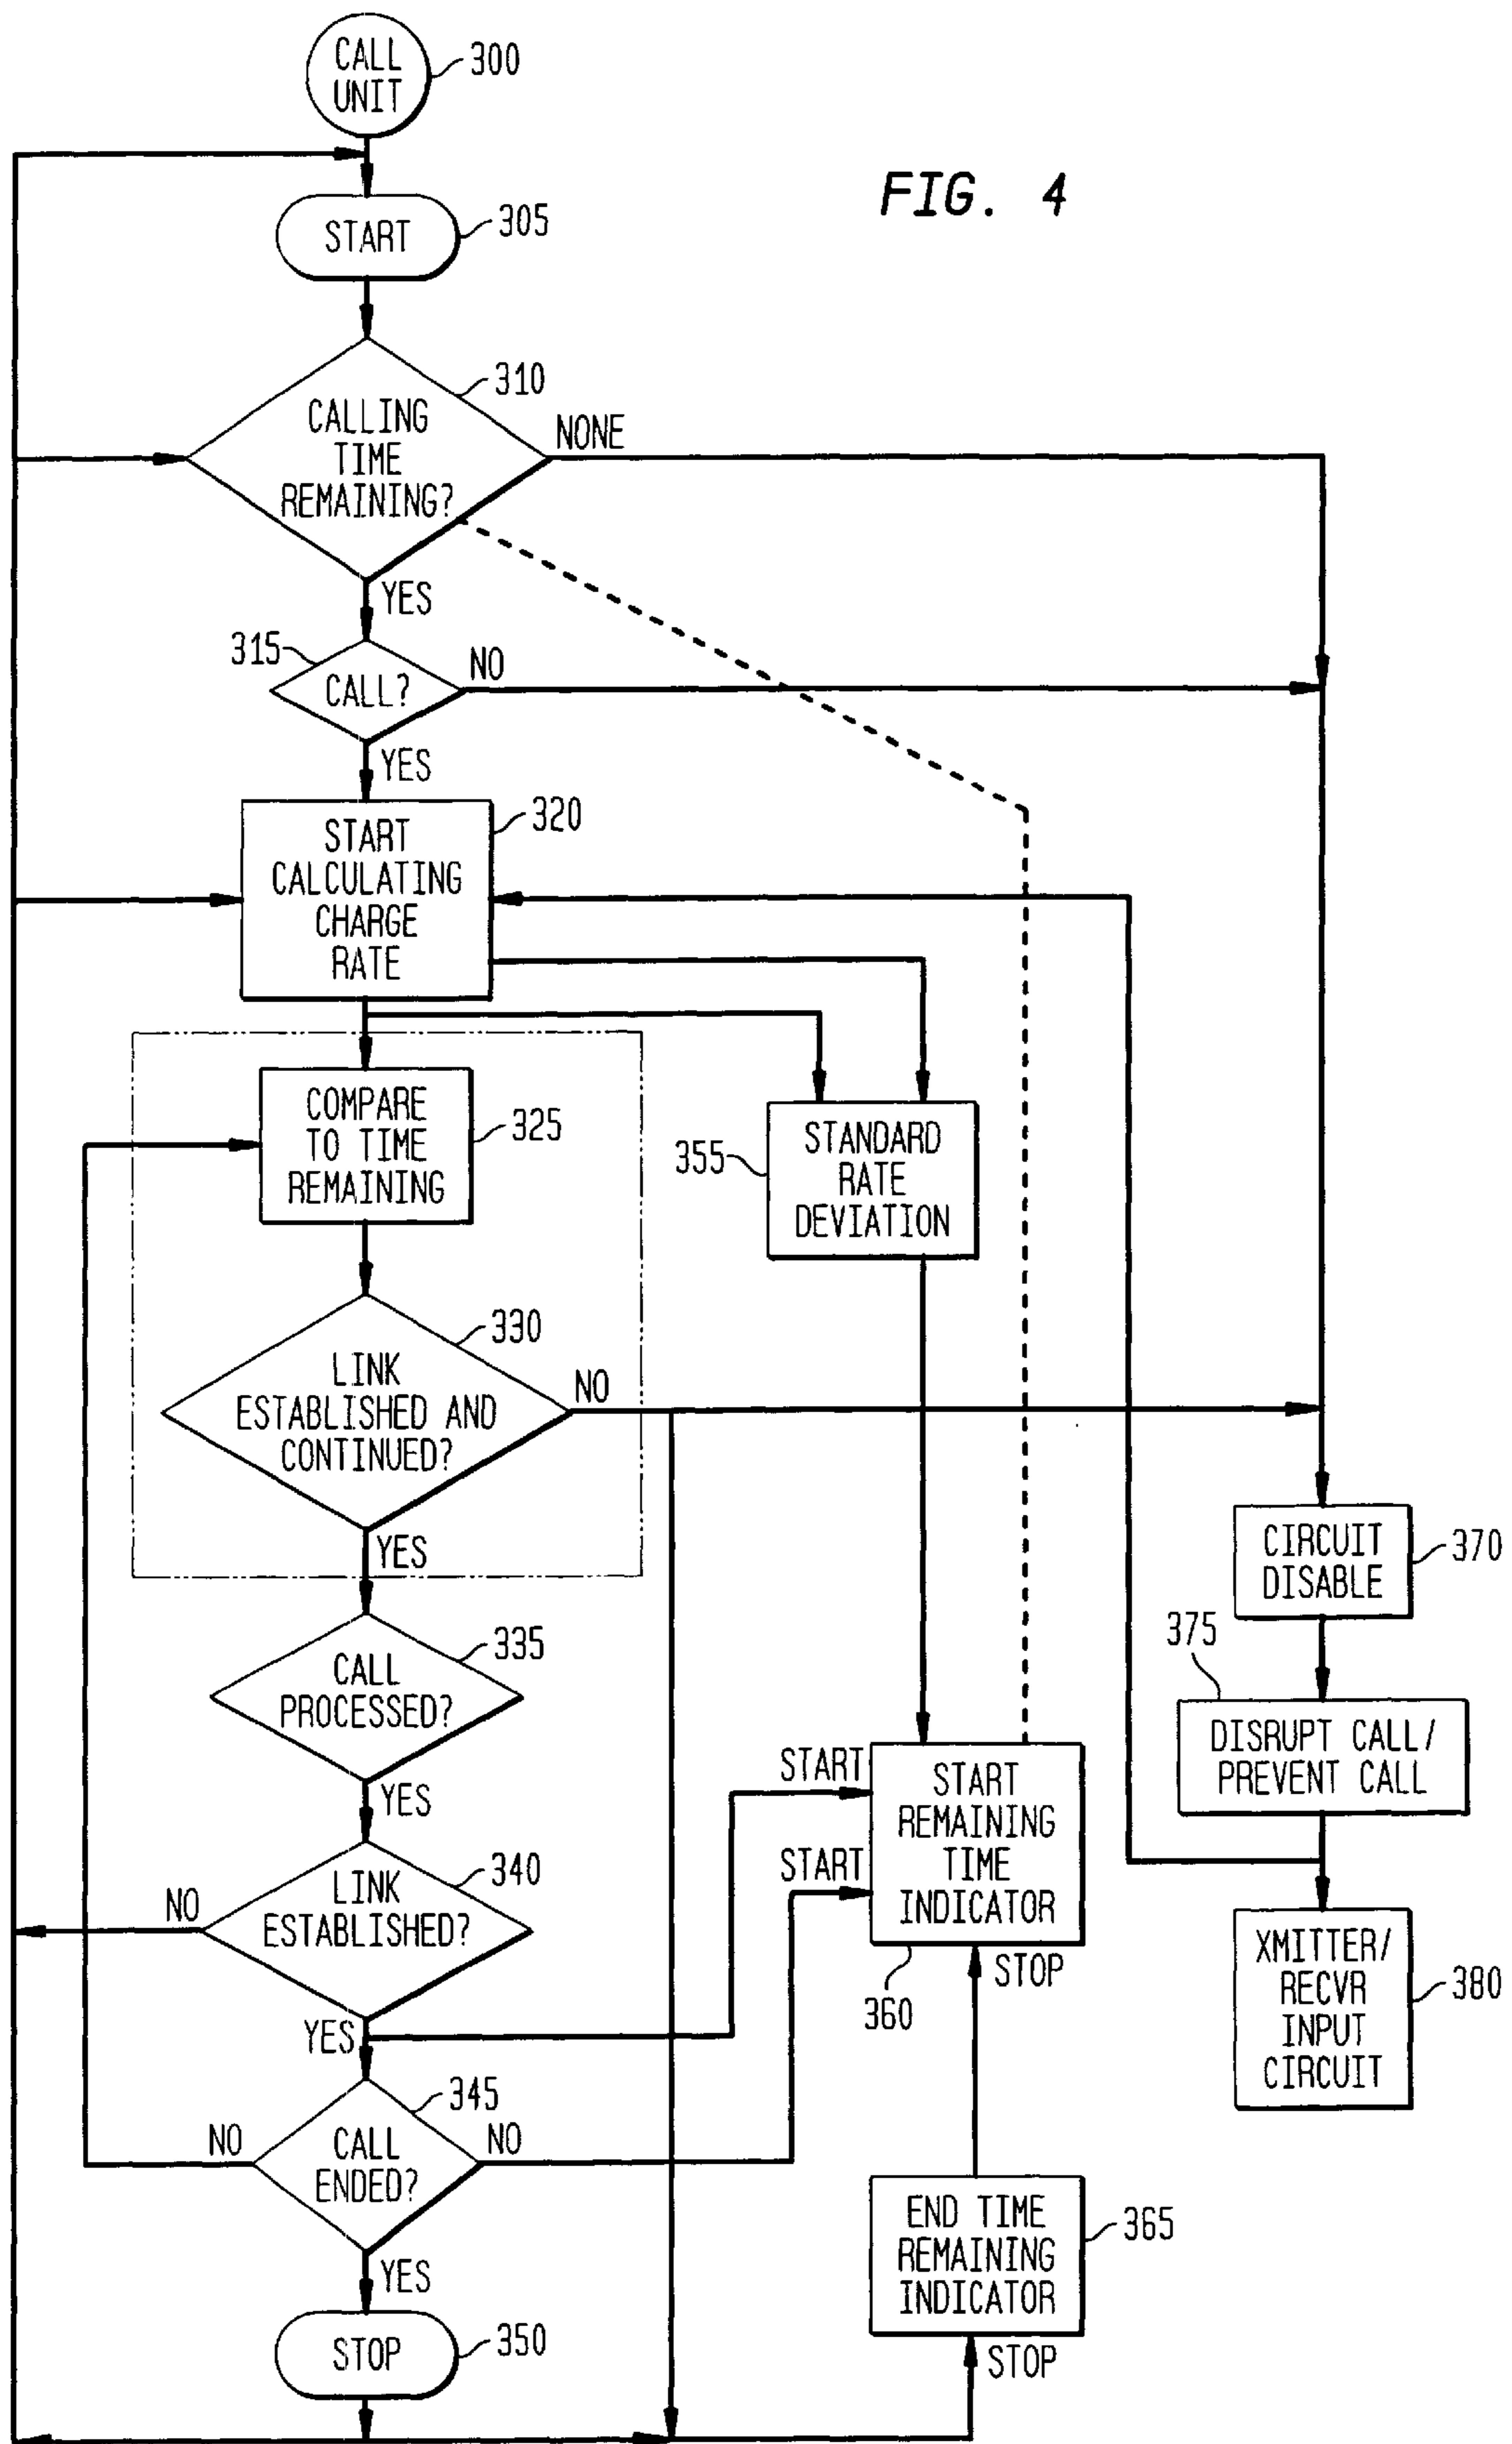 CALL
UNIT
300
FIG. 4
START
305
CALLING
TIME
REMAINING?
310
NONE
YES
315
CALL?
NO
YES
START
CALCULATING
CHARGE
RATE
320
COMPARE
TO TIME
REMAINING
325
STANDARD
RATE
DEVIATION
355
LINK
ESTABLISHED AND
CONTINUED?
330
NO
YES
CIRCUIT
DISABLE
370
CALL
PROCESSED?
335
YES
375
DISRUPT CALL/
PREVENT CALL
START
START
START
REMAINING
TIME
INDICATOR
360
STOP
LINK
ESTABLISHED?
340
NO
YES
XMITTER/
RECVR
INPUT
CIRCUIT
380
CALL
ENDED?
345
NO
NO
YES
END TIME
REMAINING
INDICATOR
365
STOP
STOP
350